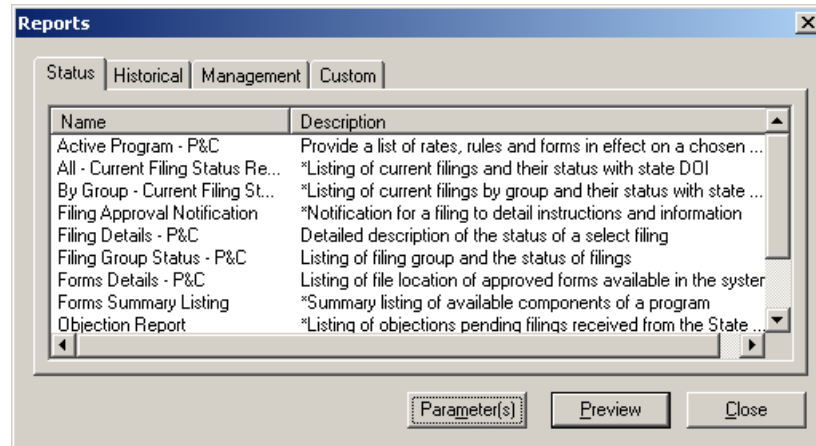 Reports
Status Historical Management Custom
Name Description
Active Program - P&C Provide a list of rates, rules and forms in effect on a chosen ...
All - Current Filing Status Re... *Listing of current filings and their status with state DOI
By Group - Current Filing St... *Listing of current filings by group and their status with state ...
Filing Approval Notification *Notification for a filing to detail instructions and information
Filing Details - P&C Detailed description of the status of a select filing
Filing Group Status - P&C Listing of filing group and the status of filings
Forms Details - P&C Listing of file location of approved forms available in the system
Forms Summary Listing *Summary listing of available components of a program
Objection Report *Listing of objections pending filings received from the State ...
Parameter(s) Preview Close